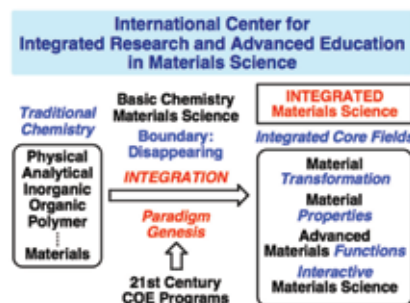 International Center for
Integrated Research and Advanced Education
in Materials Science
Traditional
Chemistry
Physical
Analytical
Inorganic
Organic
Polymer
Materials
Basic Chemistry
Materials Science
Boundary:
Disappearing
INTEGRATION
Paradigm
Genesis
21st Century
COE Programs
INTEGRATED
Materials Science
Integrated Core Fields
Material
Transformation
Material
Properties
Advanced
Materials Functions
Interactive
Materials Science